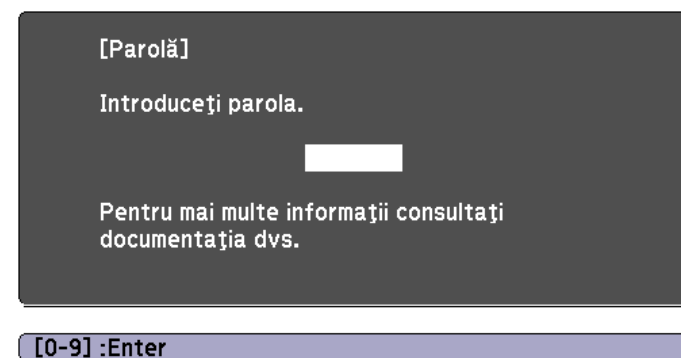 [Parolă]
Introduceţi parola.
Pentru mai multe informaţii consultaţi
documentaţia dvs.
[0-9] :Enter